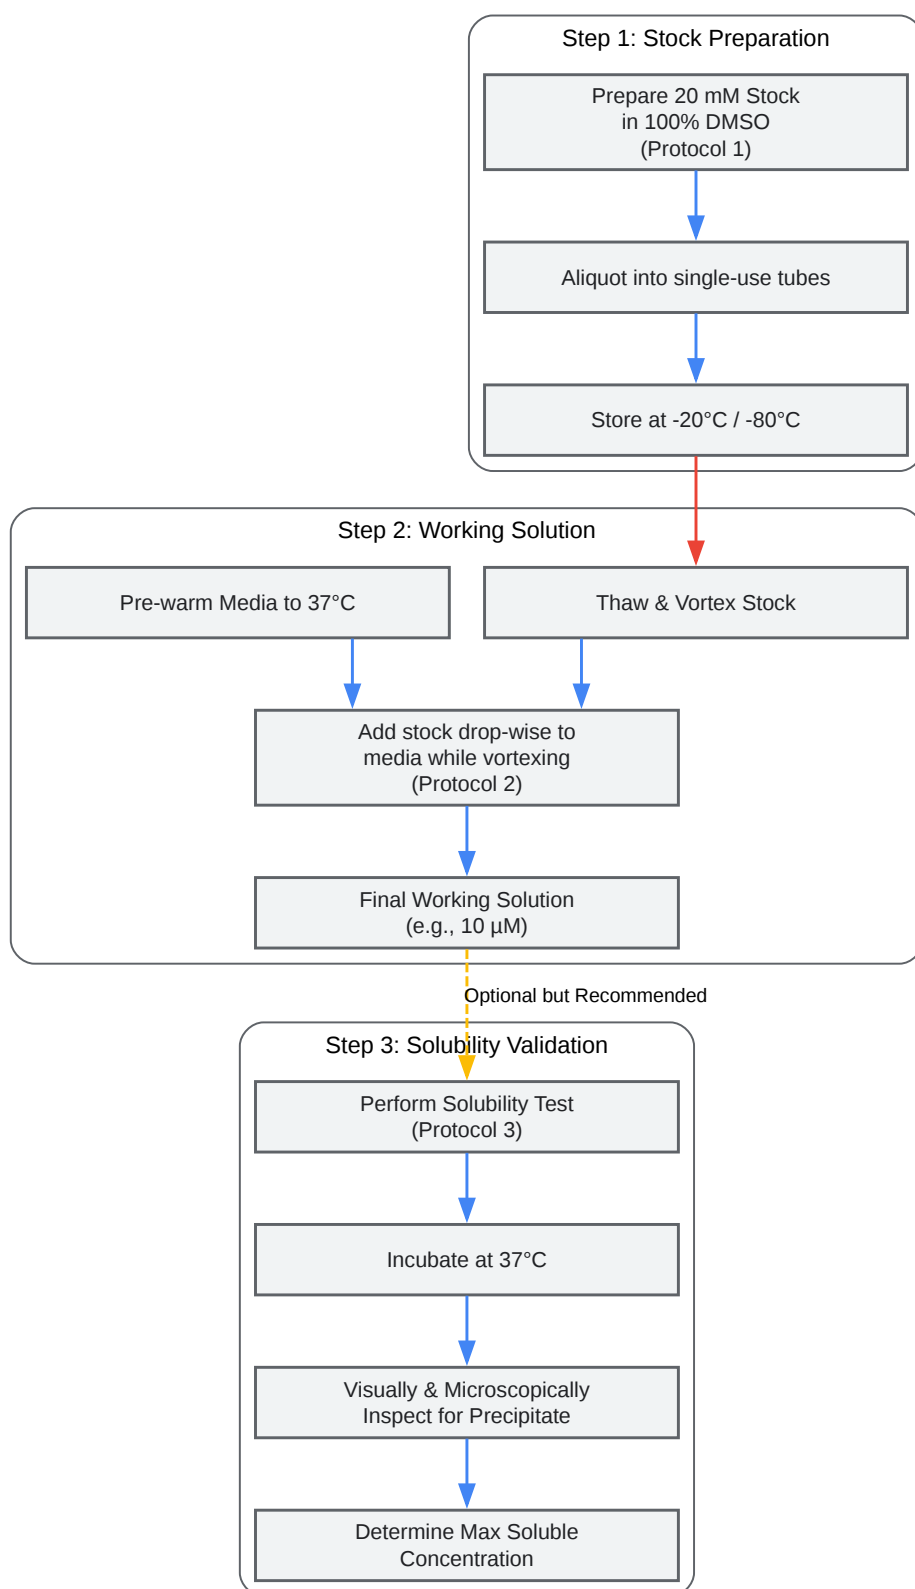 Step 1: Stock Preparation
Prepare 20 mM Stock
in 100% DMSO
(Protocol 1)
Aliquot into single-use tubes
Store at -20°C / -80°C
Step 2: Working Solution
Pre-warm Media to 37°C
Thaw & Vortex Stock
Add stock drop-wise to
media while vortexing
(Protocol 2)
Final Working Solution
(e.g., 10 µM)
Optional but Recommended
Step 3: Solubility Validation
Perform Solubility Test
(Protocol 3)
Incubate at 37°C
Visually & Microscopically
Inspect for Precipitate
Determine Max Soluble
Concentration